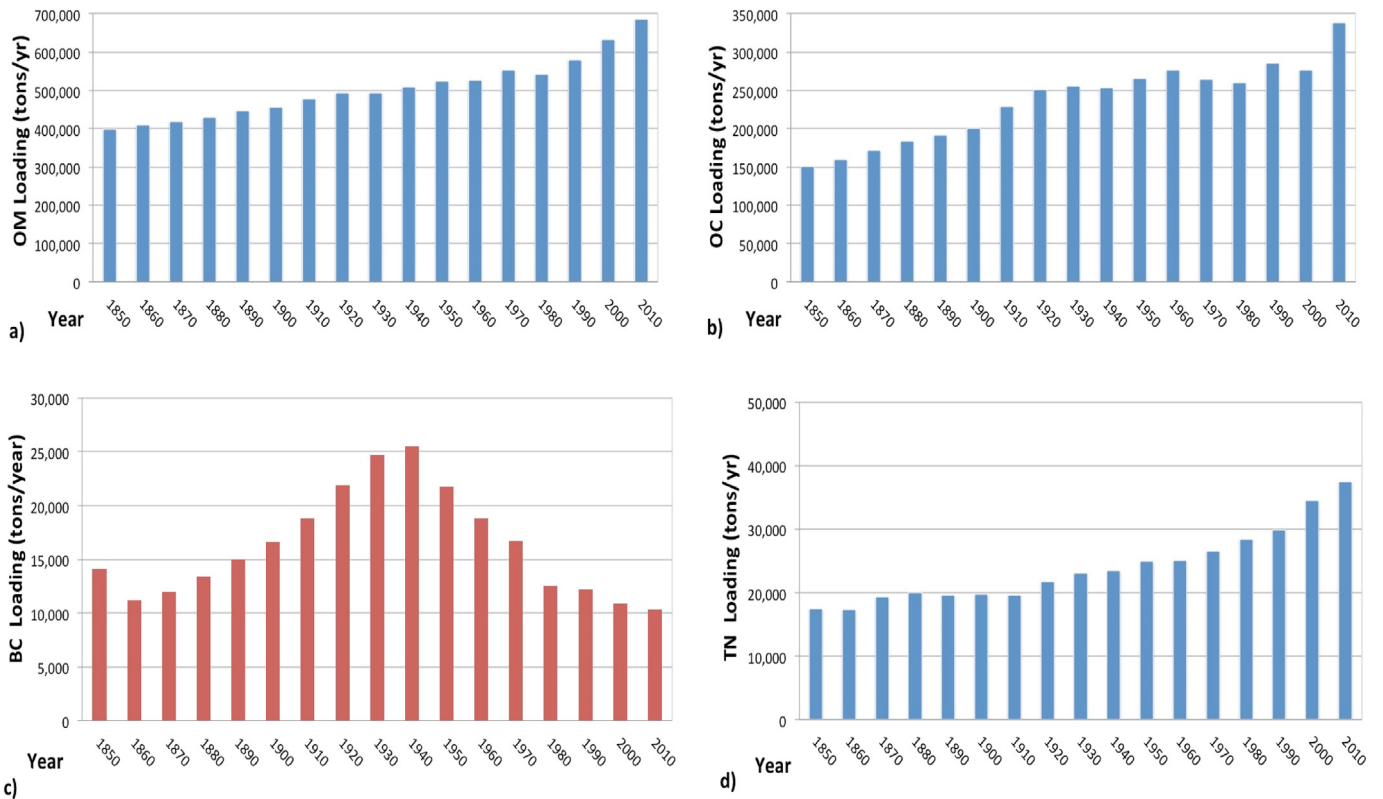 OM Loading (tons/yr)
700,000
600,000
500,000
400,000
300,000
200,000
100,000
0
1850 1860 1870 1880 1890 1900 1910 1920 1930 1940 1950 1960 1970 1980 1990 2000 2010
Year
a)
OC Loading (tons/yr)
350,000
300,000
250,000
200,000
150,000
100,000
50,000
0
1850 1860 1870 1880 1890 1900 1910 1920 1930 1940 1950 1960 1970 1980 1990 2000 2010
Year
b)
BC Loading (tons/year)
30,000
25,000
20,000
15,000
10,000
5,000
0
1850 1860 1870 1880 1890 1900 1910 1920 1930 1940 1950 1960 1970 1980 1990 2000 2010
Year
c)
TN Loading (tons/yr)
50,000
40,000
30,000
20,000
10,000
0
1850 1860 1870 1880 1890 1900 1910 1920 1930 1940 1950 1960 1970 1980 1990 2000 2010
Year
d)